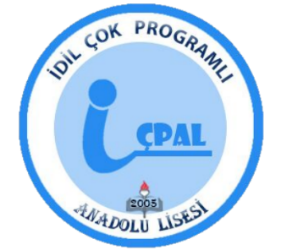 İDİL ÇOK PROGRAMLI
i ÇPAL
2005
ANADOLU LİSESİ